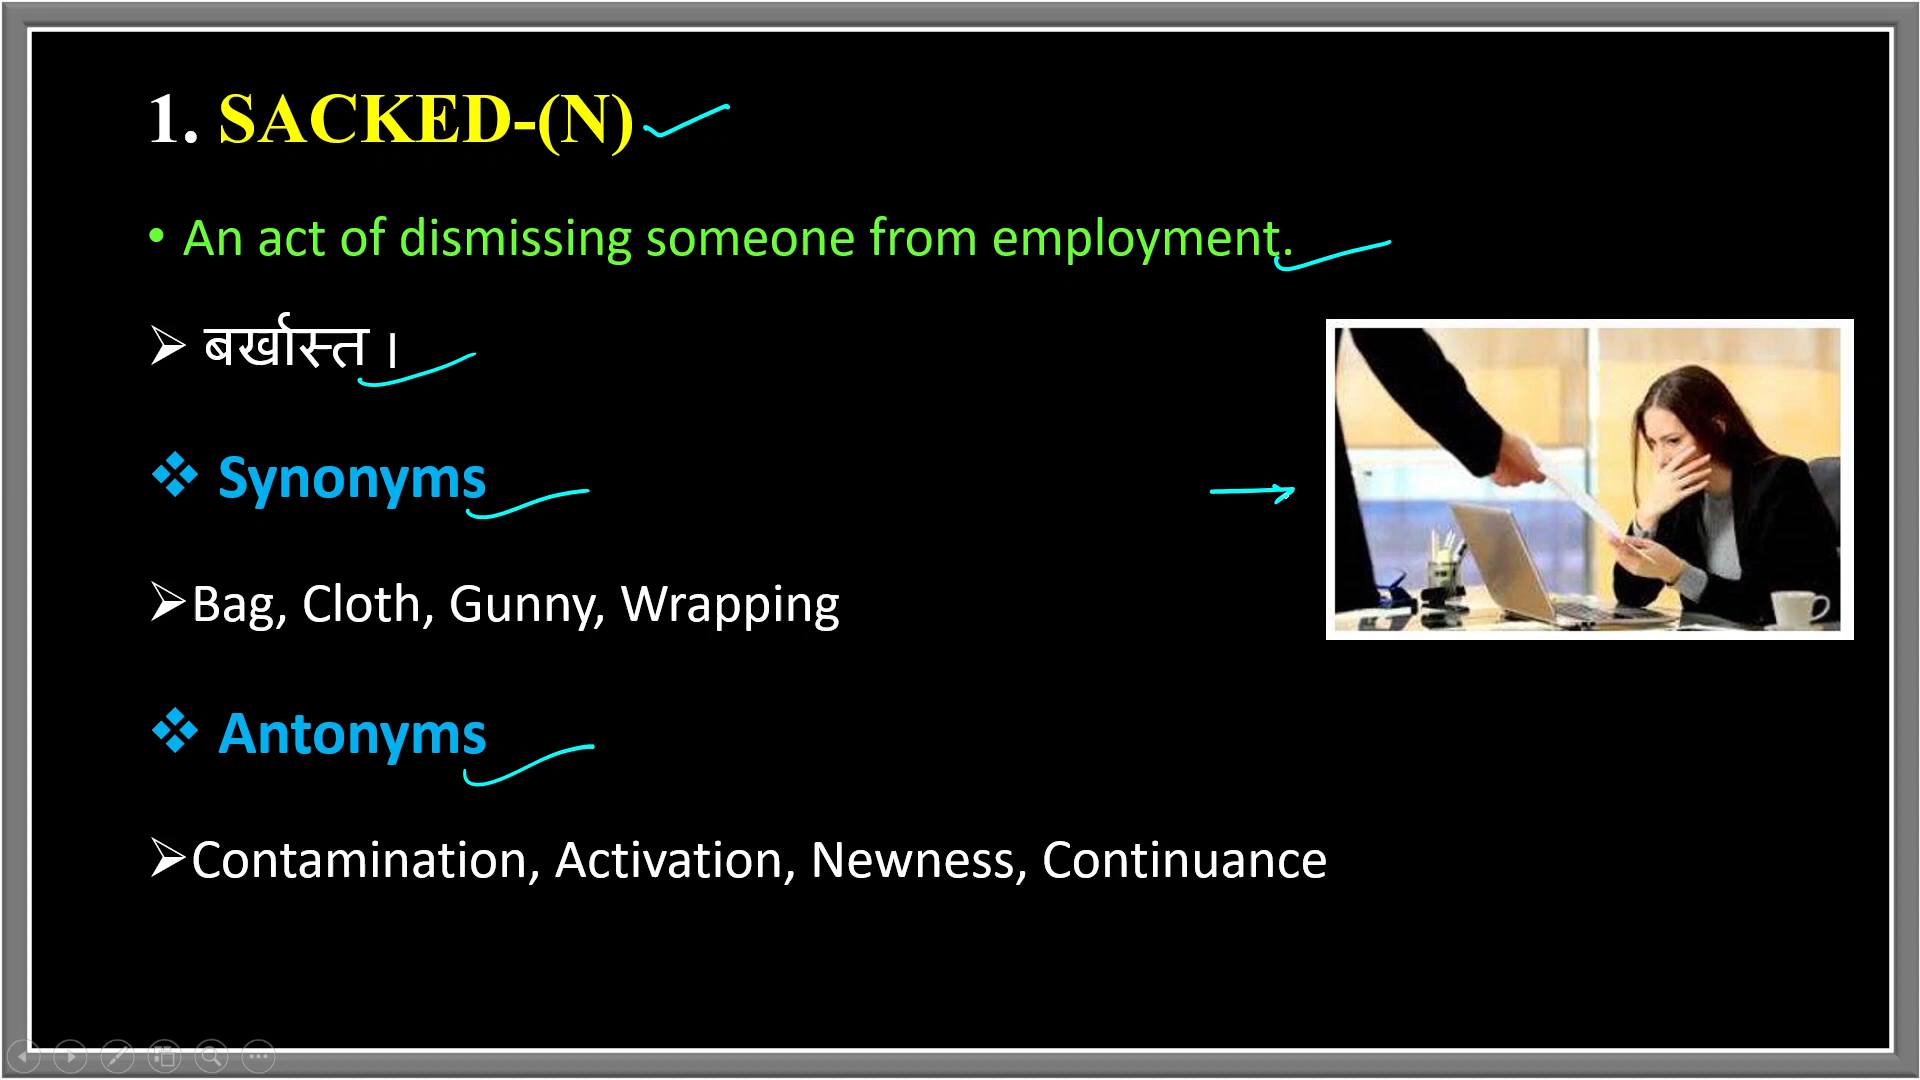 1. SACKED-(N)
• An act of dismissing someone from employment.
➢ बर्खास्त ।
❖ Synonyms
➢Bag, Cloth, Gunny, Wrapping
❖ Antonyms
➢Contamination, Activation, Newness, Continuance